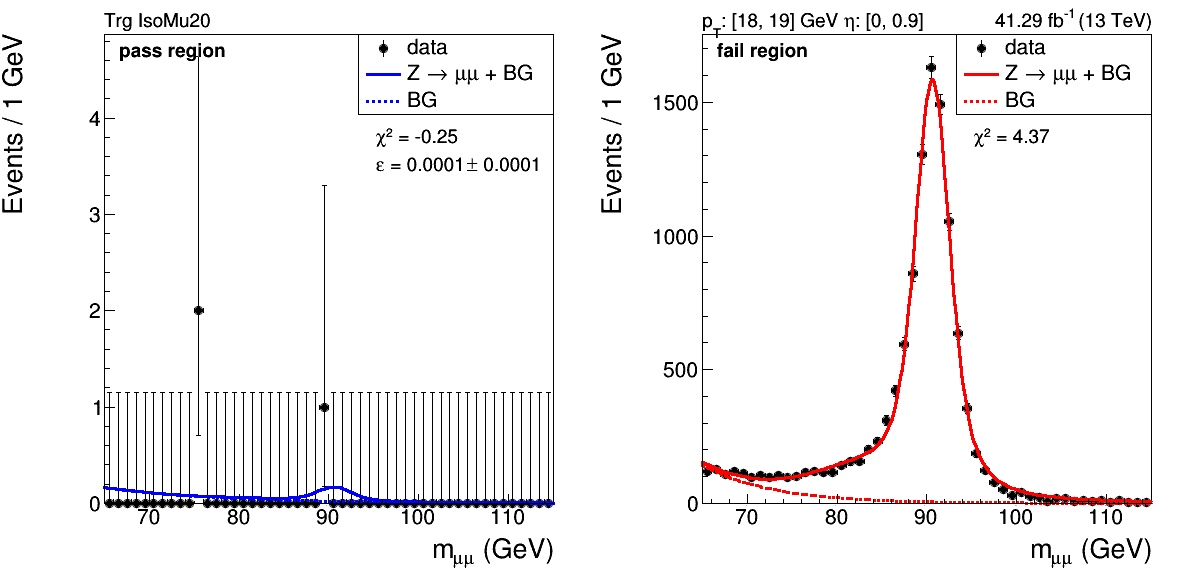 Trg IsoMu20
pass region
data
Z → μμ + BG
BG
χ² = -0.25
ε = 0.0001 ± 0.0001
Events / 1 GeV
4
3
2
1
0
70 80 90 100 110
mμμ (GeV)
pT: [18, 19] GeV η: [0, 0.9] 41.29 fb⁻¹ (13 TeV)
fail region
data
Z → μμ + BG
BG
χ² = 4.37
Events / 1 GeV
1500
1000
500
0
70 80 90 100 110
mμμ (GeV)